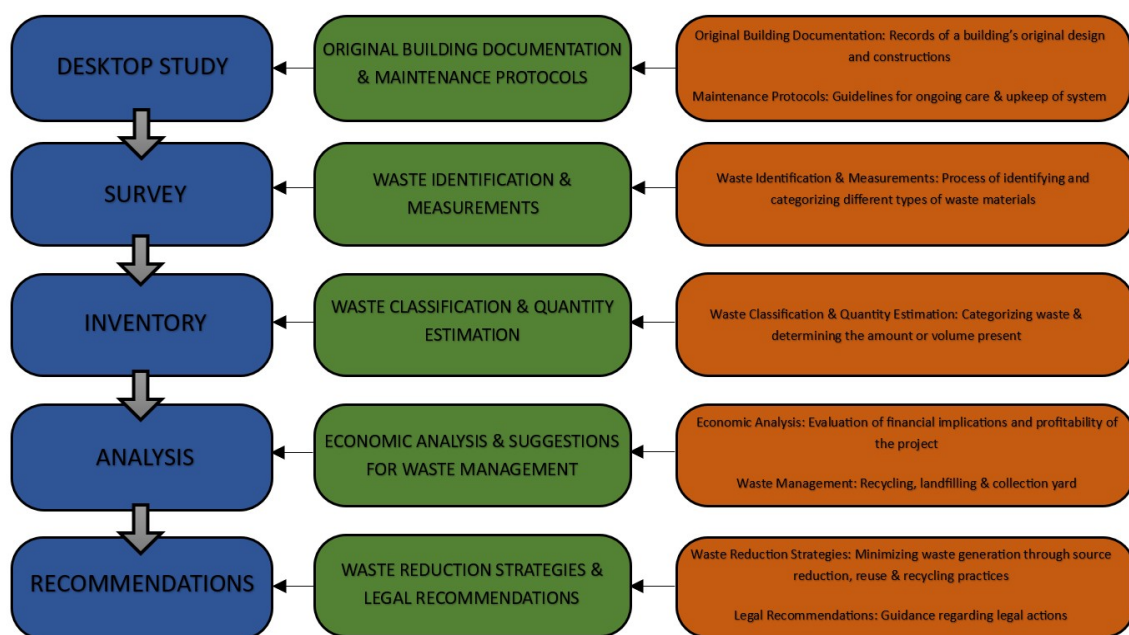 DESKTOP STUDY
ORIGINAL BUILDING DOCUMENTATION
& MAINTENANCE PROTOCOLS
Original Building Documentation: Records of a building's original design
and constructions
Maintenance Protocols: Guidelines for ongoing care & upkeep of system
SURVEY
WASTE IDENTIFICATION &
MEASUREMENTS
Waste Identification & Measurements: Process of identifying and
categorizing different types of waste materials
INVENTORY
WASTE CLASSIFICATION & QUANTITY
ESTIMATION
Waste Classification & Quantity Estimation: Categorizing waste &
determining the amount or volume present
ANALYSIS
ECONOMIC ANALYSIS & SUGGESTIONS
FOR WASTE MANAGEMENT
Economic Analysis: Evaluation of financial implications and profitability of
the project
Waste Management: Recycling, landfilling & collection yard
RECOMMENDATIONS
WASTE REDUCTION STRATEGIES &
LEGAL RECOMMENDATIONS
Waste Reduction Strategies: Minimizing waste generation through source
reduction, reuse & recycling practices
Legal Recommendations: Guidance regarding legal actions